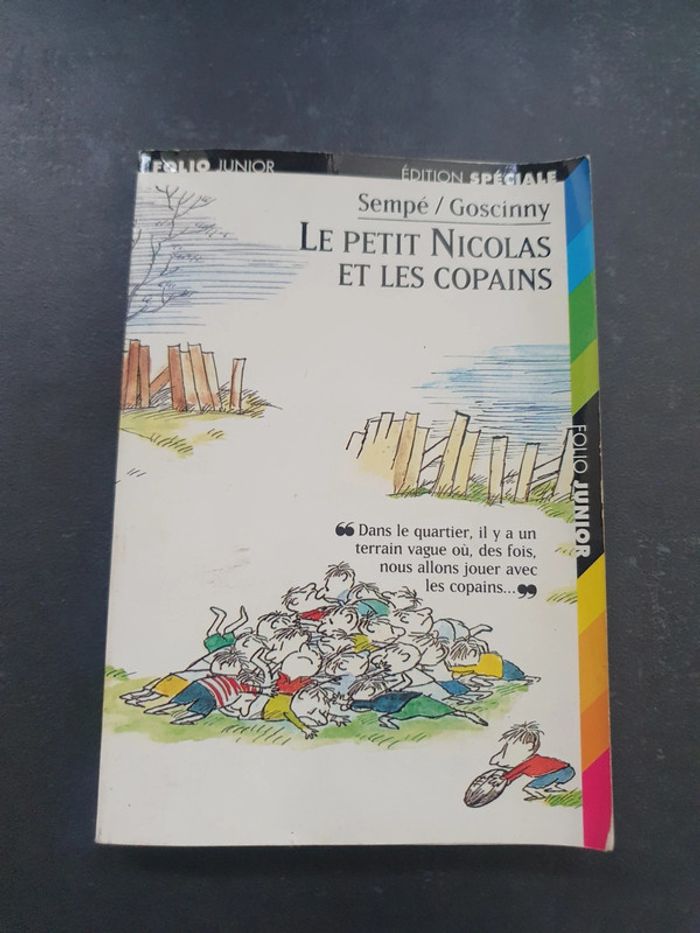 FOLIO JUNIOR
ÉDITION SPÉCIALE
Sempé / Goscinny
LE PETIT NICOLAS
ET LES COPAINS
FOLIO JUNIOR
❝ Dans le quartier, il y a un
terrain vague où, des fois,
nous allons jouer avec
les copains... ❞